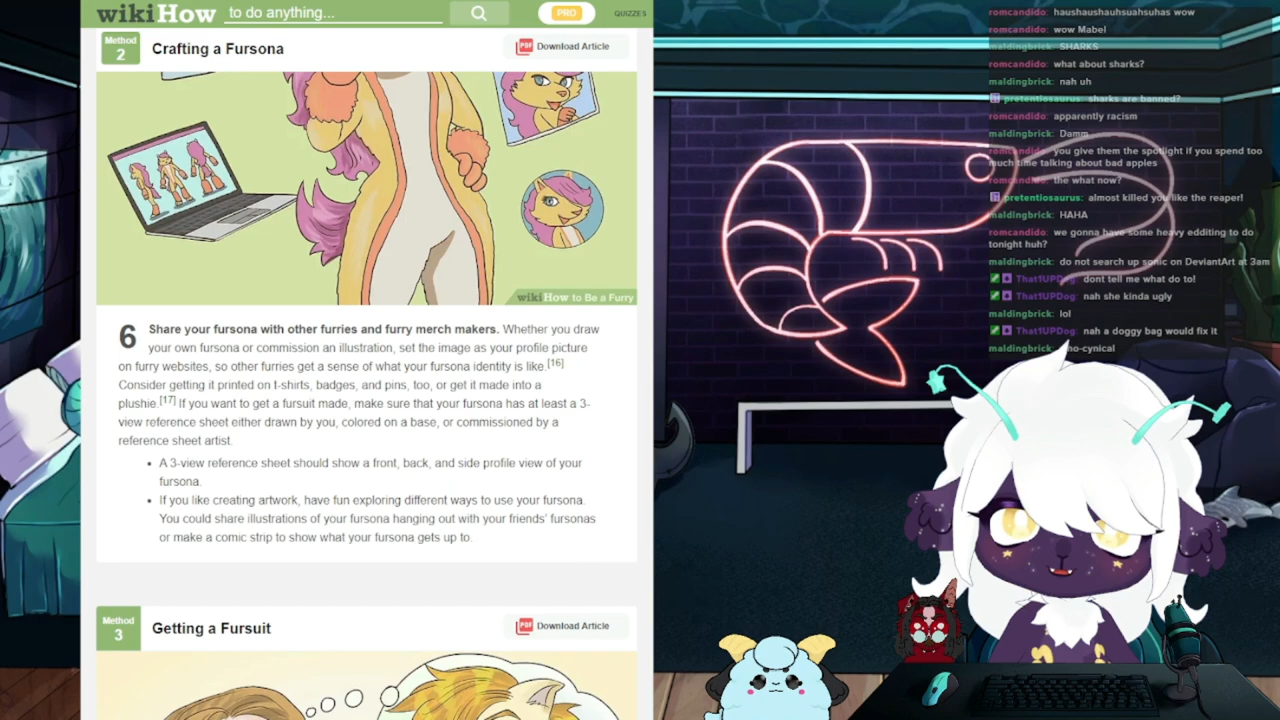 wikiHow to do anything...
PRO
QUIZZES
Method
2
Crafting a Fursona
Download Article
wikiHow to Be a Furry
6 Share your fursona with other furries and furry merch makers. Whether you draw
your own fursona or commission an illustration, set the image as your profile picture
on furry websites, so other furries get a sense of what your fursona identity is like.[16]
Consider getting it printed on t-shirts, badges, and pins, too, or get it made into a
plushie.[17] If you want to get a fursuit made, make sure that your fursona has at least a 3-
view reference sheet either drawn by you, colored on a base, or commissioned by a
reference sheet artist.
• A 3-view reference sheet should show a front, back, and side profile view of your
fursona.
• If you like creating artwork, have fun exploring different ways to use your fursona.
You could share illustrations of your fursona hanging out with your friends' fursonas
or make a comic strip to show what your fursona gets up to.
Method
3
Getting a Fursuit
Download Article
romcandido: haushaushauhsuahsuhas wow
romcandido: wow Mabel
maldingbrick: SHARKS
romcandido: what about sharks?
maldingbrick: nah uh
pretentiosaurus: sharks are banned?
romcandido: apparently racism
maldingbrick: Damm
romcandido: you give them the spotlight if you spend too
much time talking about bad apples
romcandido: the what now?
pretentiosaurus: almost killed you like the reaper!
maldingbrick: HAHA
romcandido: we gonna have some heavy edditing to do
tonight huh?
maldingbrick: do not search up sonic on DeviantArt at 3am
That1UPDog: dont tell me what do to!
That1UPDog: nah she kinda ugly
maldingbrick: lol
That1UPDog: nah a doggy bag would fix it
maldingbrick: